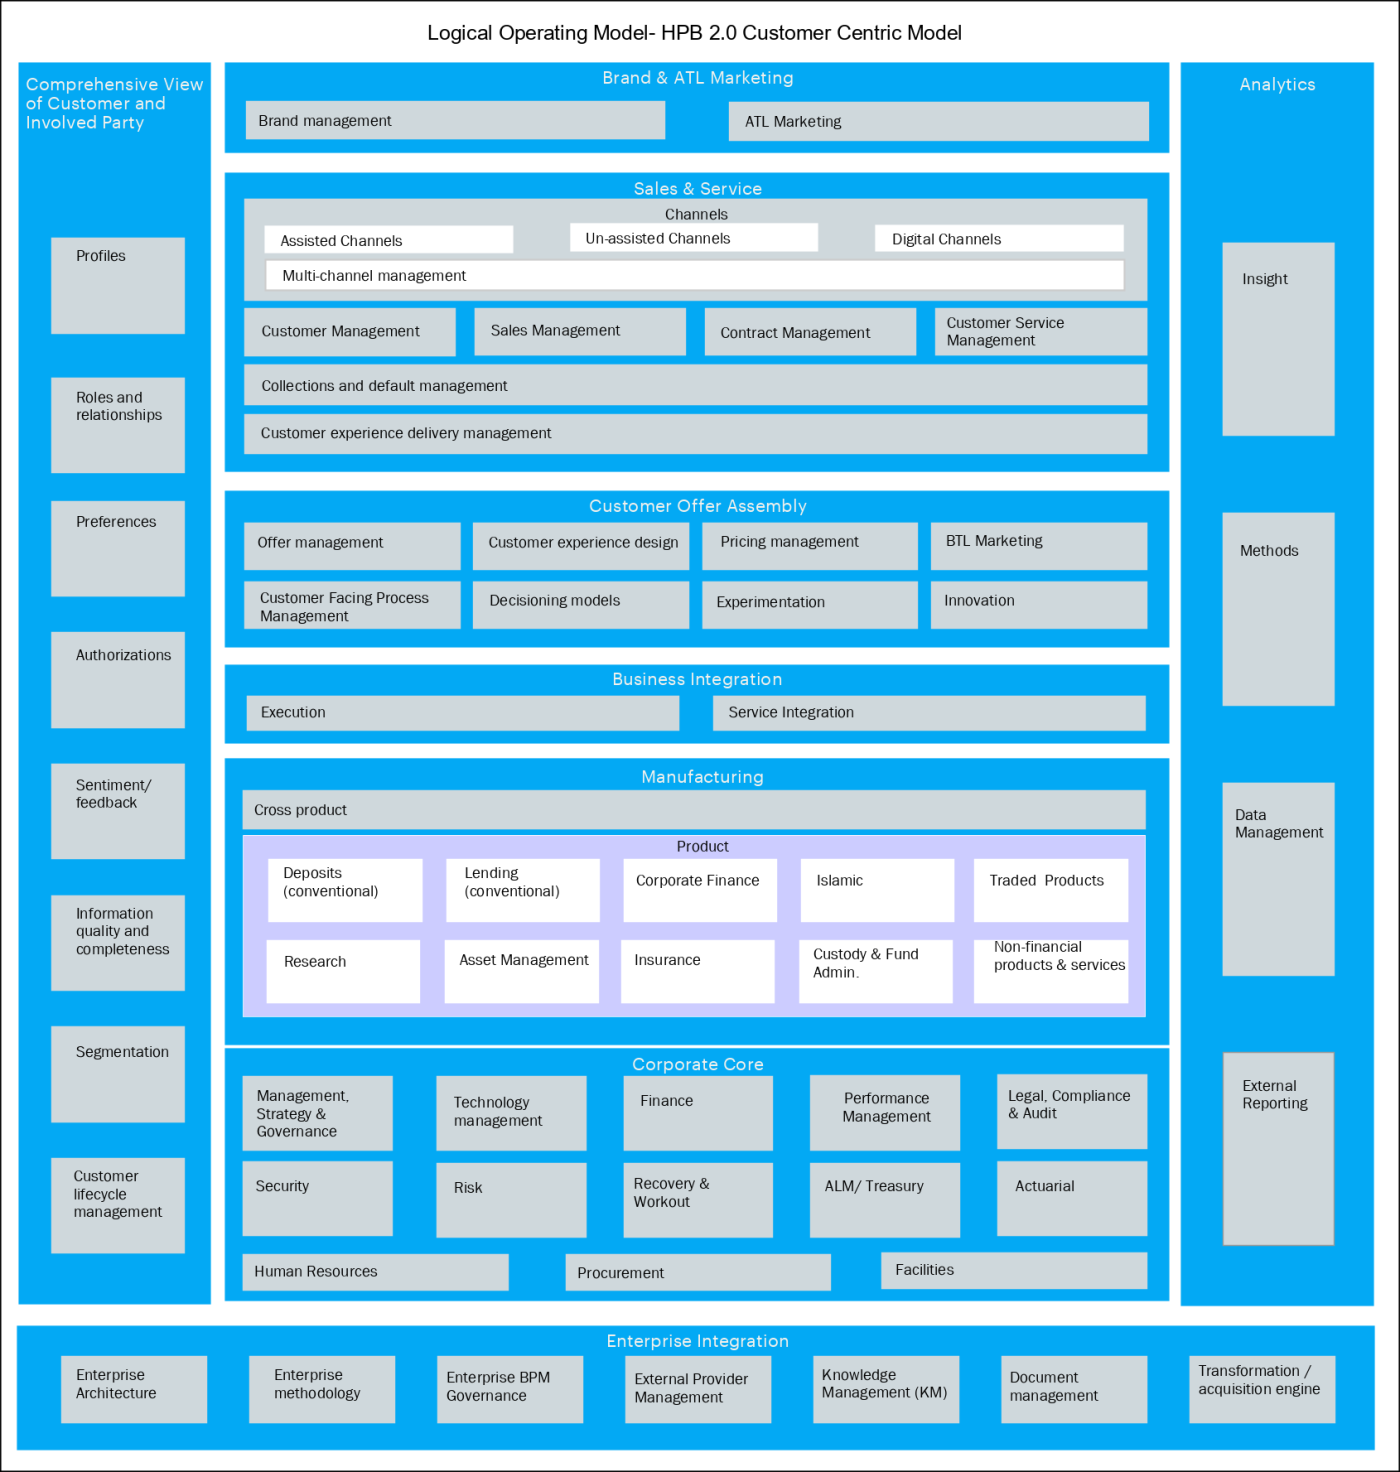 Logical Operating Model- HPB 2.0 Customer Centric Model
Comprehensive View
of Customer and
Involved Party
Profiles
Roles and
relationships
Preferences
Authorizations
Sentiment/
feedback
Information
quality and
completeness
Segmentation
Customer
lifecycle
management
Brand & ATL Marketing
Brand management
ATL Marketing
Sales & Service
Channels
Assisted Channels
Un-assisted Channels
Digital Channels
Multi-channel management
Customer Management
Sales Management
Contract Management
Customer Service
Management
Collections and default management
Customer experience delivery management
Customer Offer Assembly
Offer management
Customer experience design
Pricing management
BTL Marketing
Customer Facing Process
Management
Decisioning models
Experimentation
Innovation
Business Integration
Execution
Service Integration
Manufacturing
Cross product
Product
Deposits
(conventional)
Lending
(conventional)
Corporate Finance
Islamic
Traded  Products
Research
Asset Management
Insurance
Custody & Fund
Admin.
Non-financial
products & services
Corporate Core
Management,
Strategy &
Governance
Technology
management
Finance
Performance
Management
Legal, Compliance
& Audit
Security
Risk
Recovery &
Workout
ALM/ Treasury
Actuarial
Human Resources
Procurement
Facilities
Analytics
Insight
Methods
Data
Management
External
Reporting
Enterprise Integration
Enterprise
Architecture
Enterprise
methodology
Enterprise BPM
Governance
External Provider
Management
Knowledge
Management (KM)
Document
management
Transformation /
acquisition engine